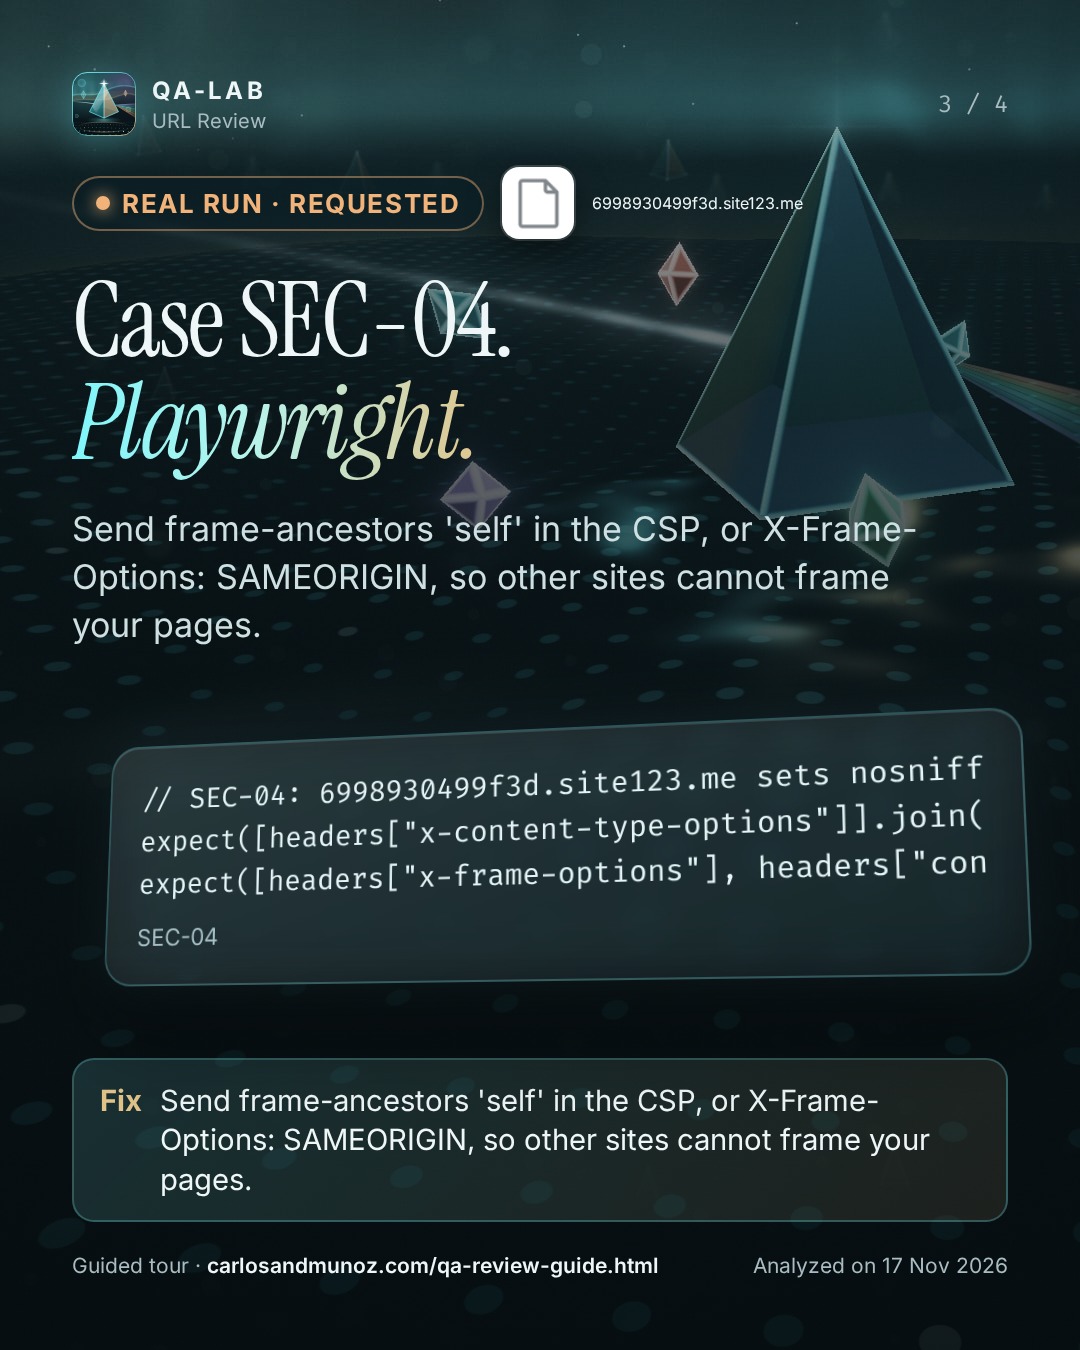 QA-LAB
URL Review
3 / 4
REAL RUN · REQUESTED
6998930499f3d.site123.me
Case SEC-04.
Playwright.
Send frame-ancestors 'self' in the CSP, or X-Frame-
Options: SAMEORIGIN, so other sites cannot frame
your pages.
// SEC-04: 6998930499f3d.site123.me sets nosniff
expect([headers["x-content-type-options"]].join(
expect([headers["x-frame-options"], headers["con
SEC-04
Fix Send frame-ancestors 'self' in the CSP, or X-Frame-
Options: SAMEORIGIN, so other sites cannot frame your
pages.
Guided tour · carlosandmunoz.com/qa-review-guide.html
Analyzed on 17 Nov 2026